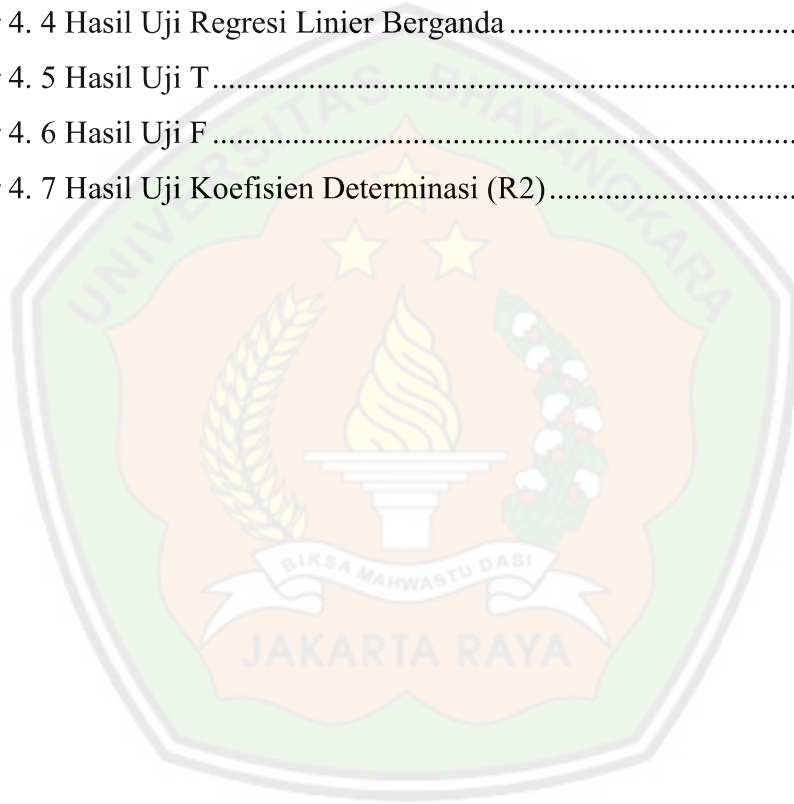 4. 4 Hasil Uji Regresi Linier Berganda....................................
4. 5 Hasil Uji T.........................................................................
4. 6 Hasil Uji F.........................................................................
4. 7 Hasil Uji Koefisien Determinasi (R2)...............................
UNIVERSITAS BHAYANGKARA
BIKSA MAHWASTU DASI
JAKARTA RAYA